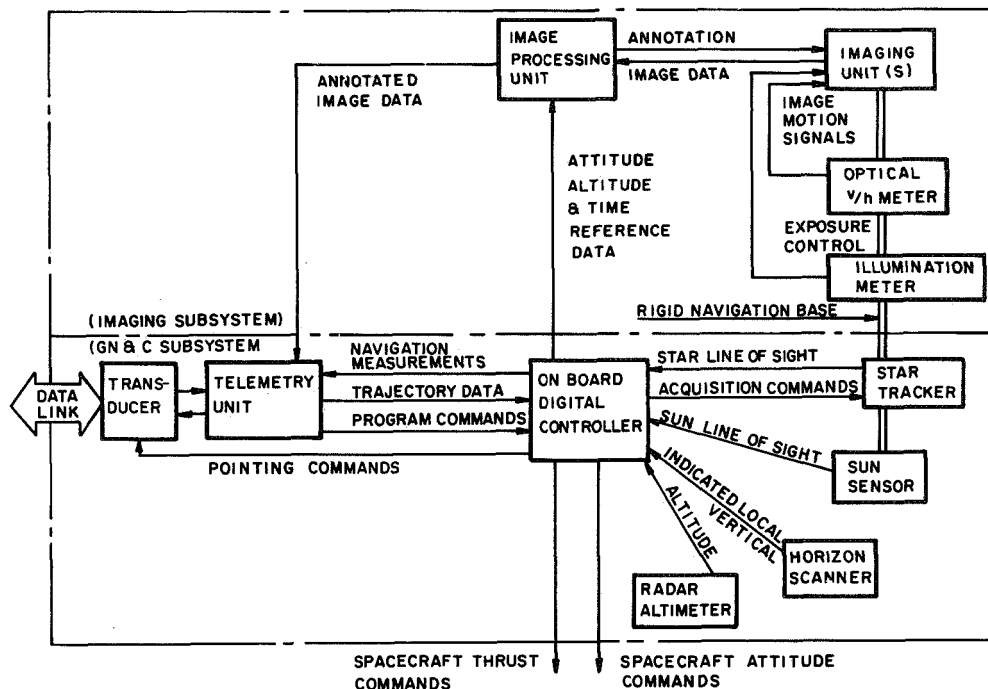 IMAGE
PROCESSING
UNIT
ANNOTATION
IMAGE DATA
IMAGING
UNIT (S)
ANNOTATED
IMAGE DATA
IMAGE
MOTION
SIGNALS
ATTITUDE
ALTITUDE
& TIME
REFERENCE
DATA
OPTICAL
V/h METER
EXPOSURE
CONTROL
ILLUMINATION
METER
RIGID NAVIGATION BASE
(IMAGING SUBSYSTEM)
(GN & C SUBSYSTEM
DATA
LINK
TRANS-
DUCER
TELEMETRY
UNIT
NAVIGATION
MEASUREMENTS
TRAJECTORY DATA
PROGRAM COMMANDS
POINTING COMMANDS
ON BOARD
DIGITAL
CONTROLLER
STAR LINE OF SIGHT
ACQUISITION COMMANDS
STAR
TRACKER
SUN LINE OF SIGHT
SUN
SENSOR
INDICATED LOCAL
VERTICAL
ALTITUDE
HORIZON
SCANNER
RADAR
ALTIMETER
SPACECRAFT THRUST
COMMANDS
SPACECRAFT ATTITUDE
COMMANDS